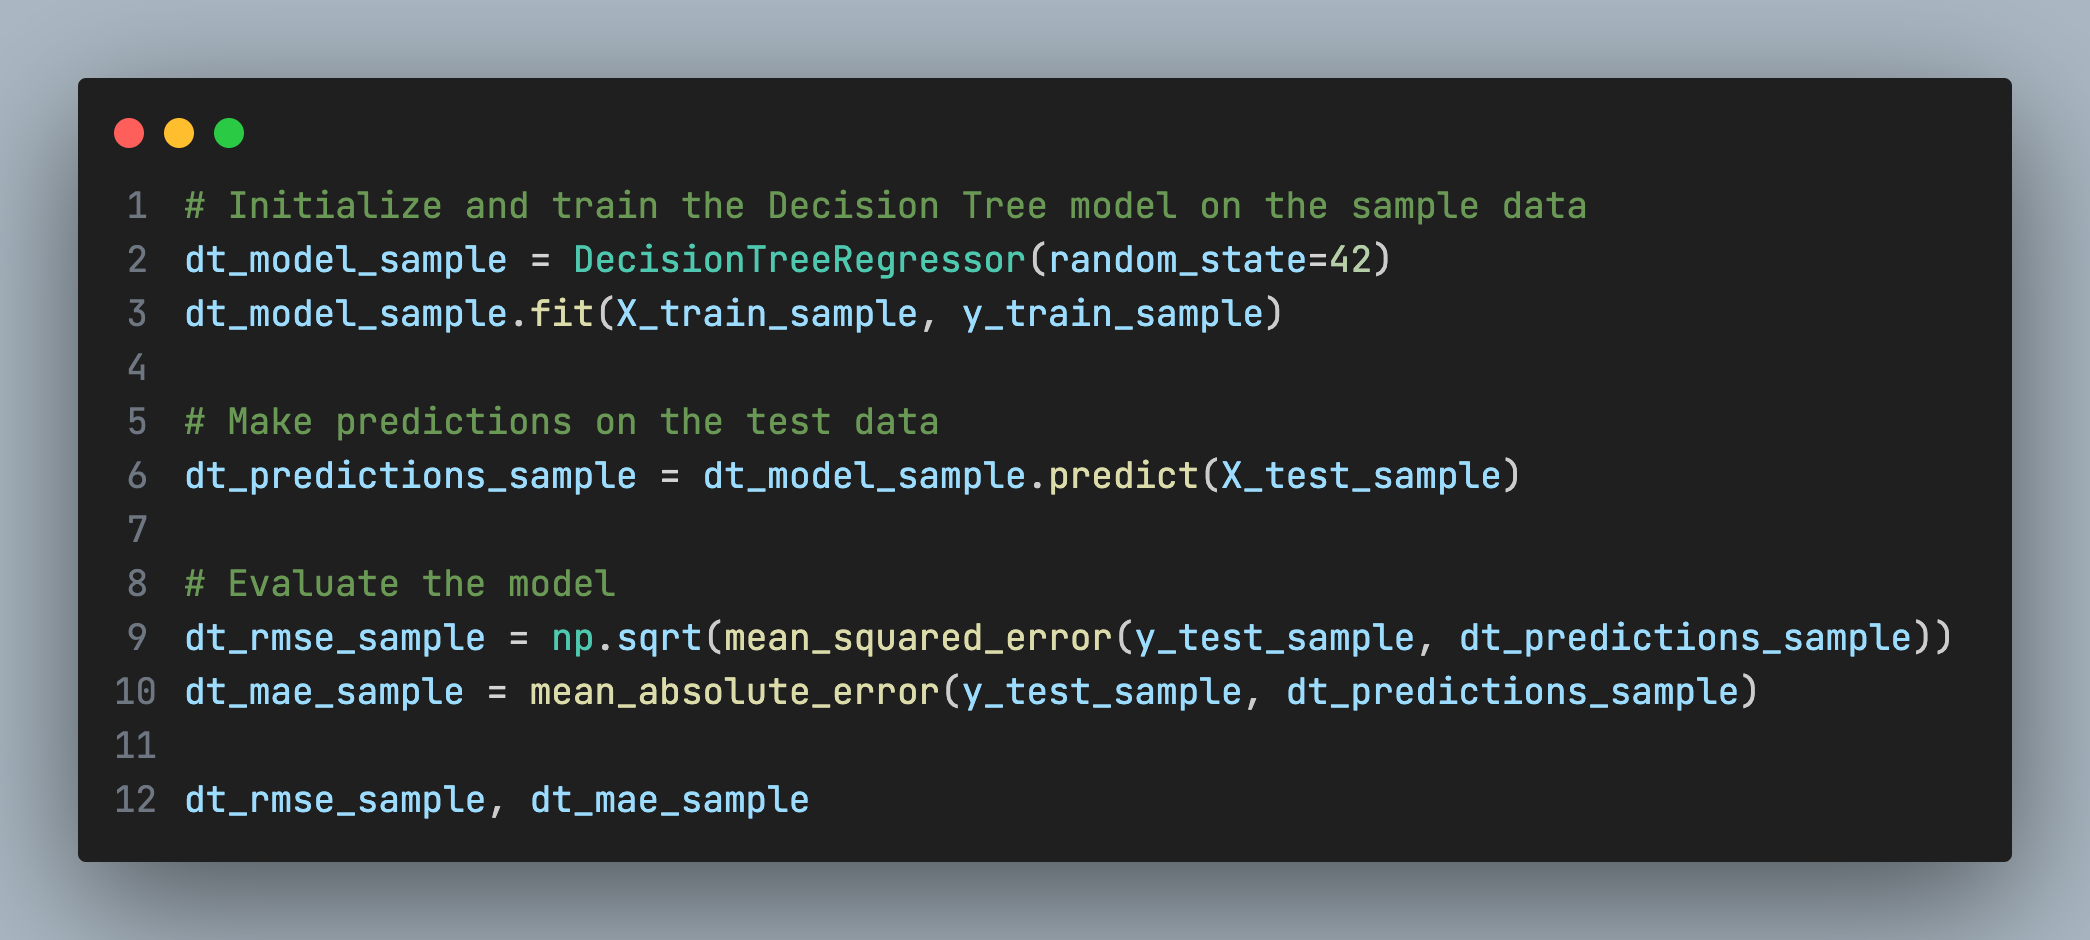 1 # Initialize and train the Decision Tree model on the sample data
2 dt_model_sample = DecisionTreeRegressor(random_state=42)
3 dt_model_sample.fit(X_train_sample, y_train_sample)
4
5 # Make predictions on the test data
6 dt_predictions_sample = dt_model_sample.predict(X_test_sample)
7
8 # Evaluate the model
9 dt_rmse_sample = np.sqrt(mean_squared_error(y_test_sample, dt_predictions_sample))
10 dt_mae_sample = mean_absolute_error(y_test_sample, dt_predictions_sample)
11
12 dt_rmse_sample, dt_mae_sample